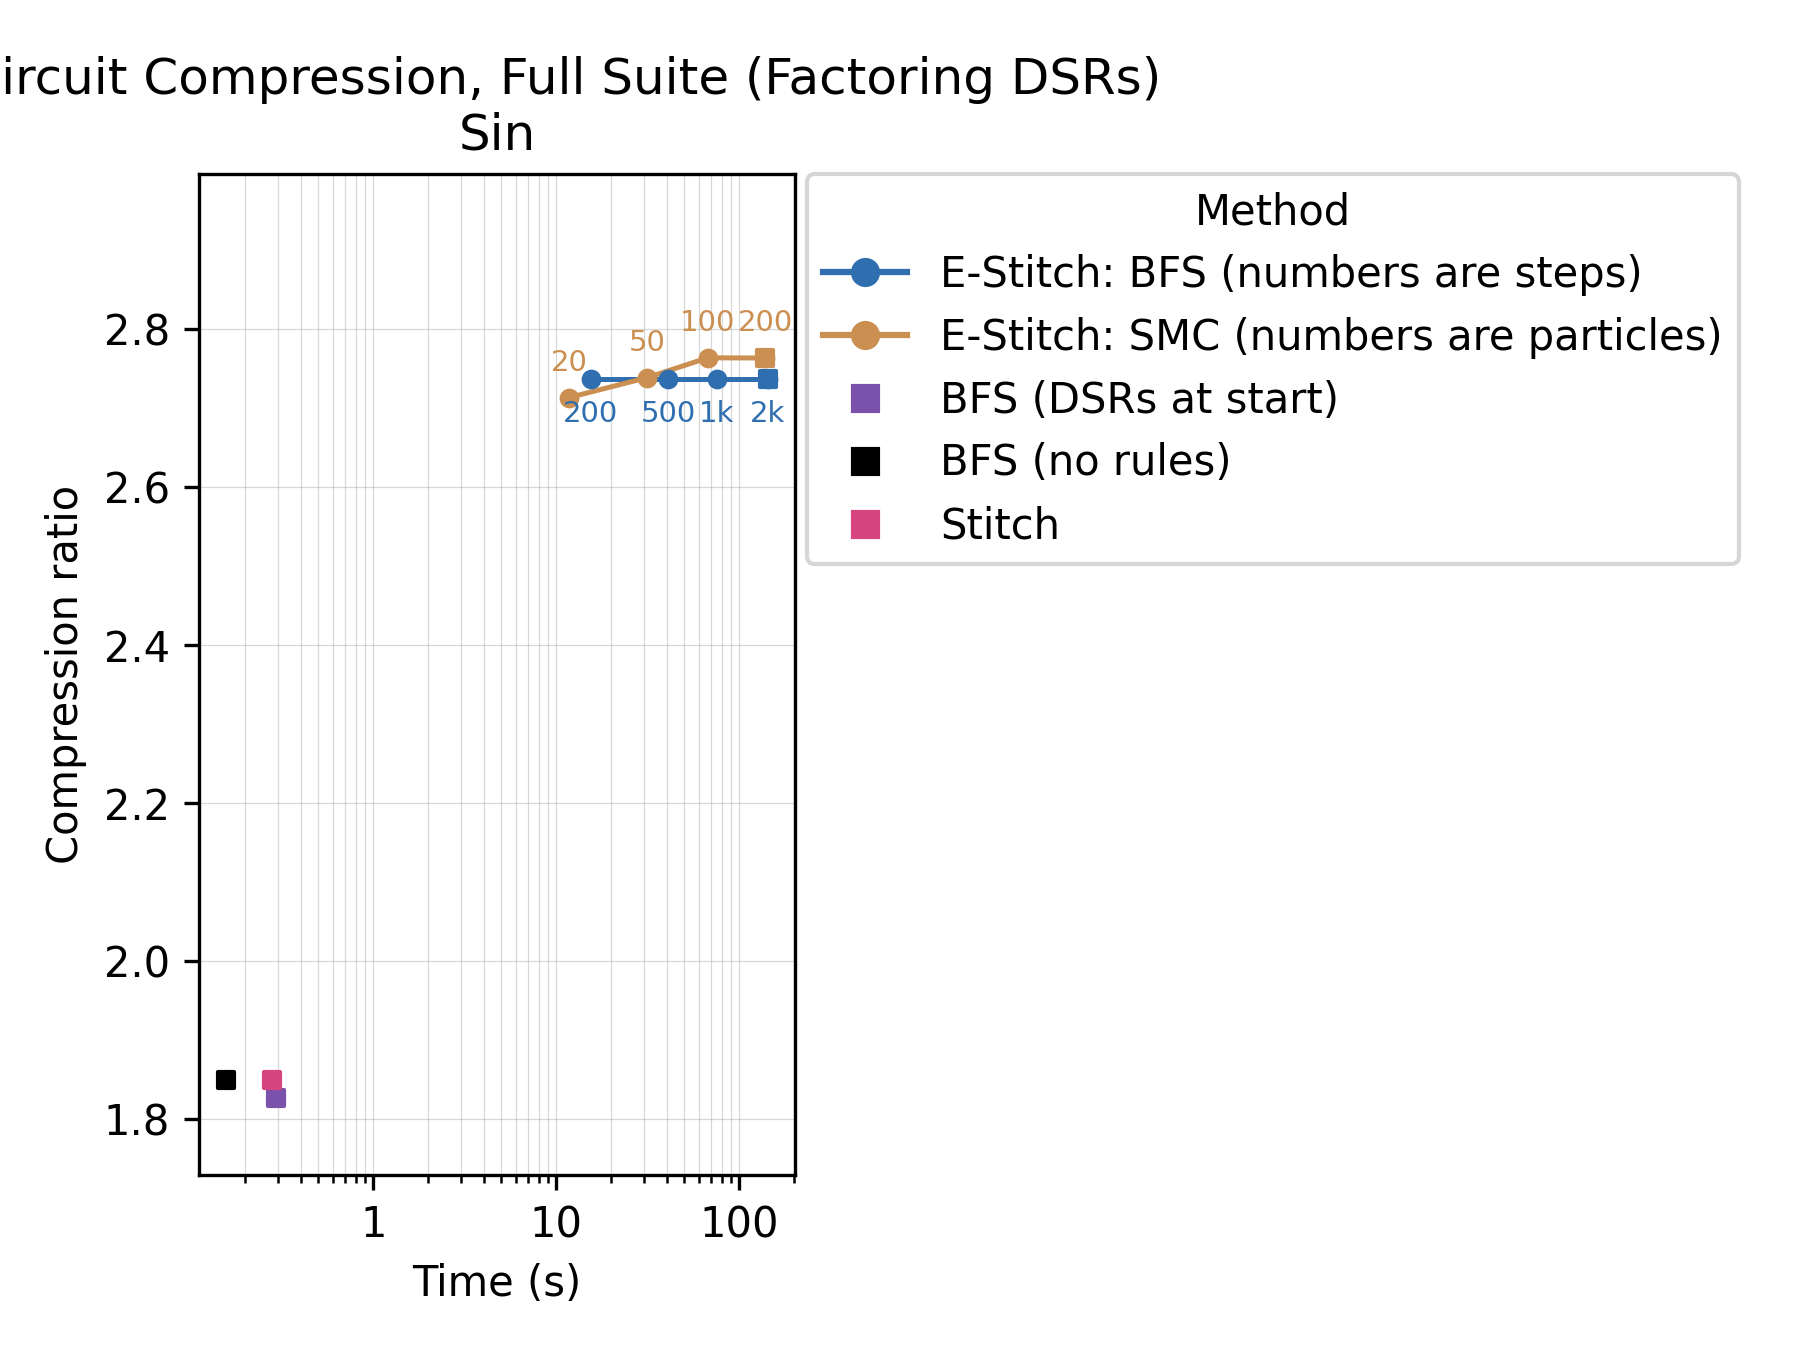 ircuit Compression, Full Suite (Factoring DSRs)
Sin
Method
E-Stitch: BFS (numbers are steps)
E-Stitch: SMC (numbers are particles)
BFS (DSRs at start)
BFS (no rules)
Stitch
Compression ratio
2.8
2.6
2.4
2.2
2.0
1.8
20
50
100
200
200
500
1k
2k
1
10
100
Time (s)